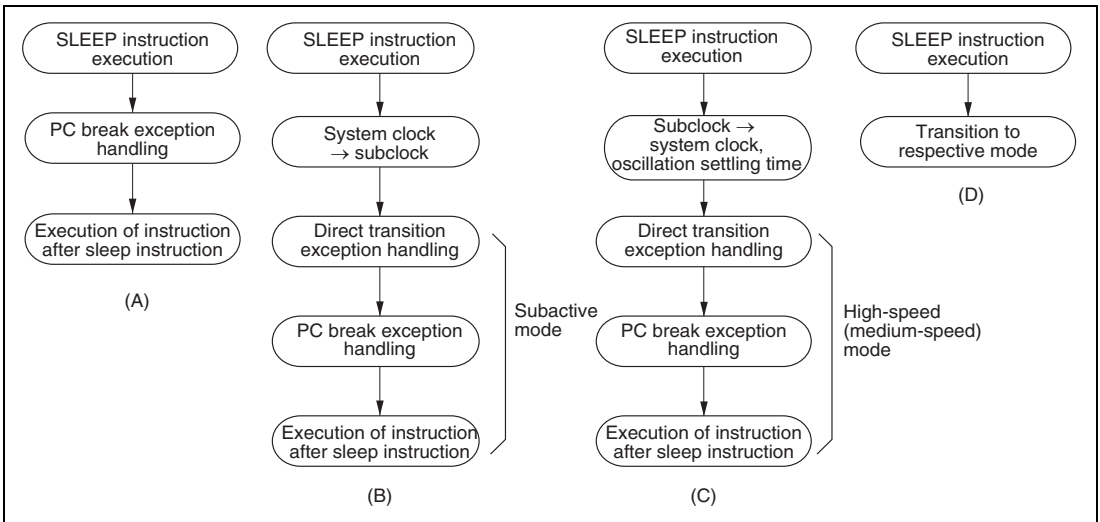 SLEEP instruction
execution
PC break exception
handling
Execution of instruction
after sleep instruction
(A)
SLEEP instruction
execution
System clock
→ subclock
Direct transition
exception handling
PC break exception
handling
Execution of instruction
after sleep instruction
Subactive
mode
(B)
SLEEP instruction
execution
Subclock →
system clock,
oscillation settling time
Direct transition
exception handling
PC break exception
handling
Execution of instruction
after sleep instruction
High-speed
(medium-speed)
mode
(C)
SLEEP instruction
execution
Transition to
respective mode
(D)